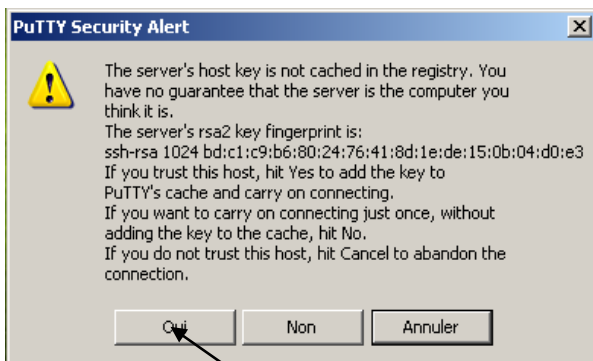 PuTTY Security Alert
The server's host key is not cached in the registry. You
have no guarantee that the server is the computer you
think it is.
The server's rsa2 key fingerprint is:
ssh-rsa 1024 bd:c1:c9:b6:80:24:76:41:8d:1e:de:15:0b:04:d0:e3
If you trust this host, hit Yes to add the key to
PuTTY's cache and carry on connecting.
If you want to carry on connecting just once, without
adding the key to the cache, hit No.
If you do not trust this host, hit Cancel to abandon the
connection.
Oui Non Annuler